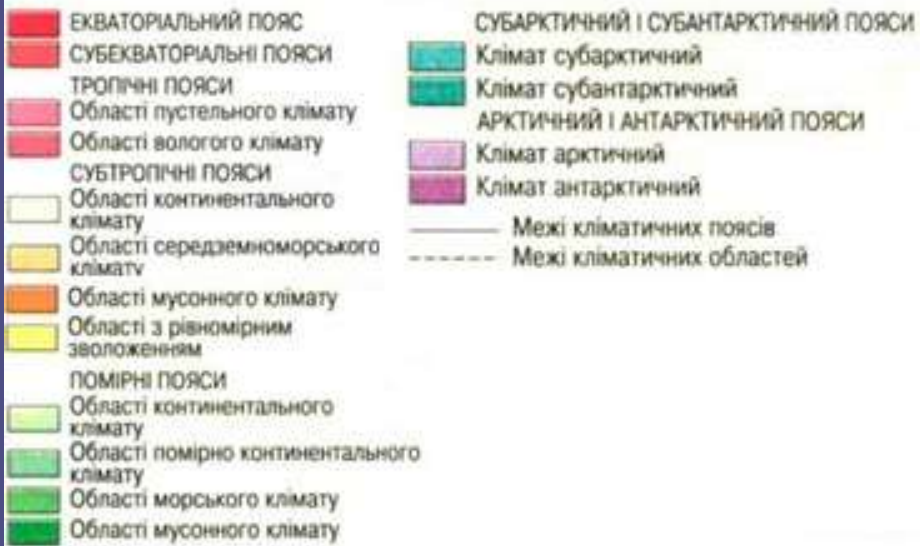 ЕКВАТОРІАЛЬНИЙ ПОЯС
СУБЕКВАТОРІАЛЬНІ ПОЯСИ
ТРОПІЧНІ ПОЯСИ
Області пустельного клімату
Області вологого клімату
СУБТРОПІЧНІ ПОЯСИ
Області континентального
клімату
Області середземноморського
клімату
Області мусонного клімату
Області з рівномірним
зволоженням
ПОМІРНІ ПОЯСИ
Області континентального
клімату
Області помірно континентального
клімату
Області морського клімату
Області мусонного клімату
СУБАРКТИЧНИЙ І СУБАНТАРКТИЧНИЙ ПОЯСИ
Клімат субарктичний
Клімат субантарктичний
АРКТИЧНИЙ І АНТАРКТИЧНИЙ ПОЯСИ
Клімат арктичний
Клімат антарктичний
Межі кліматичних поясів
Межі кліматичних областей